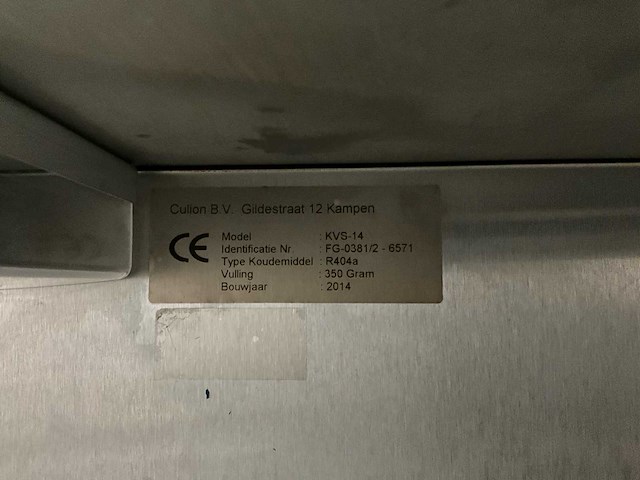 Culion B.V. Gildestraat 12 Kampen
CE
Model : KVS-14
Identificatie Nr : FG-0381/2 - 6571
Type Koudemiddel : R404a
Vulling : 350 Gram
Bouwjaar : 2014